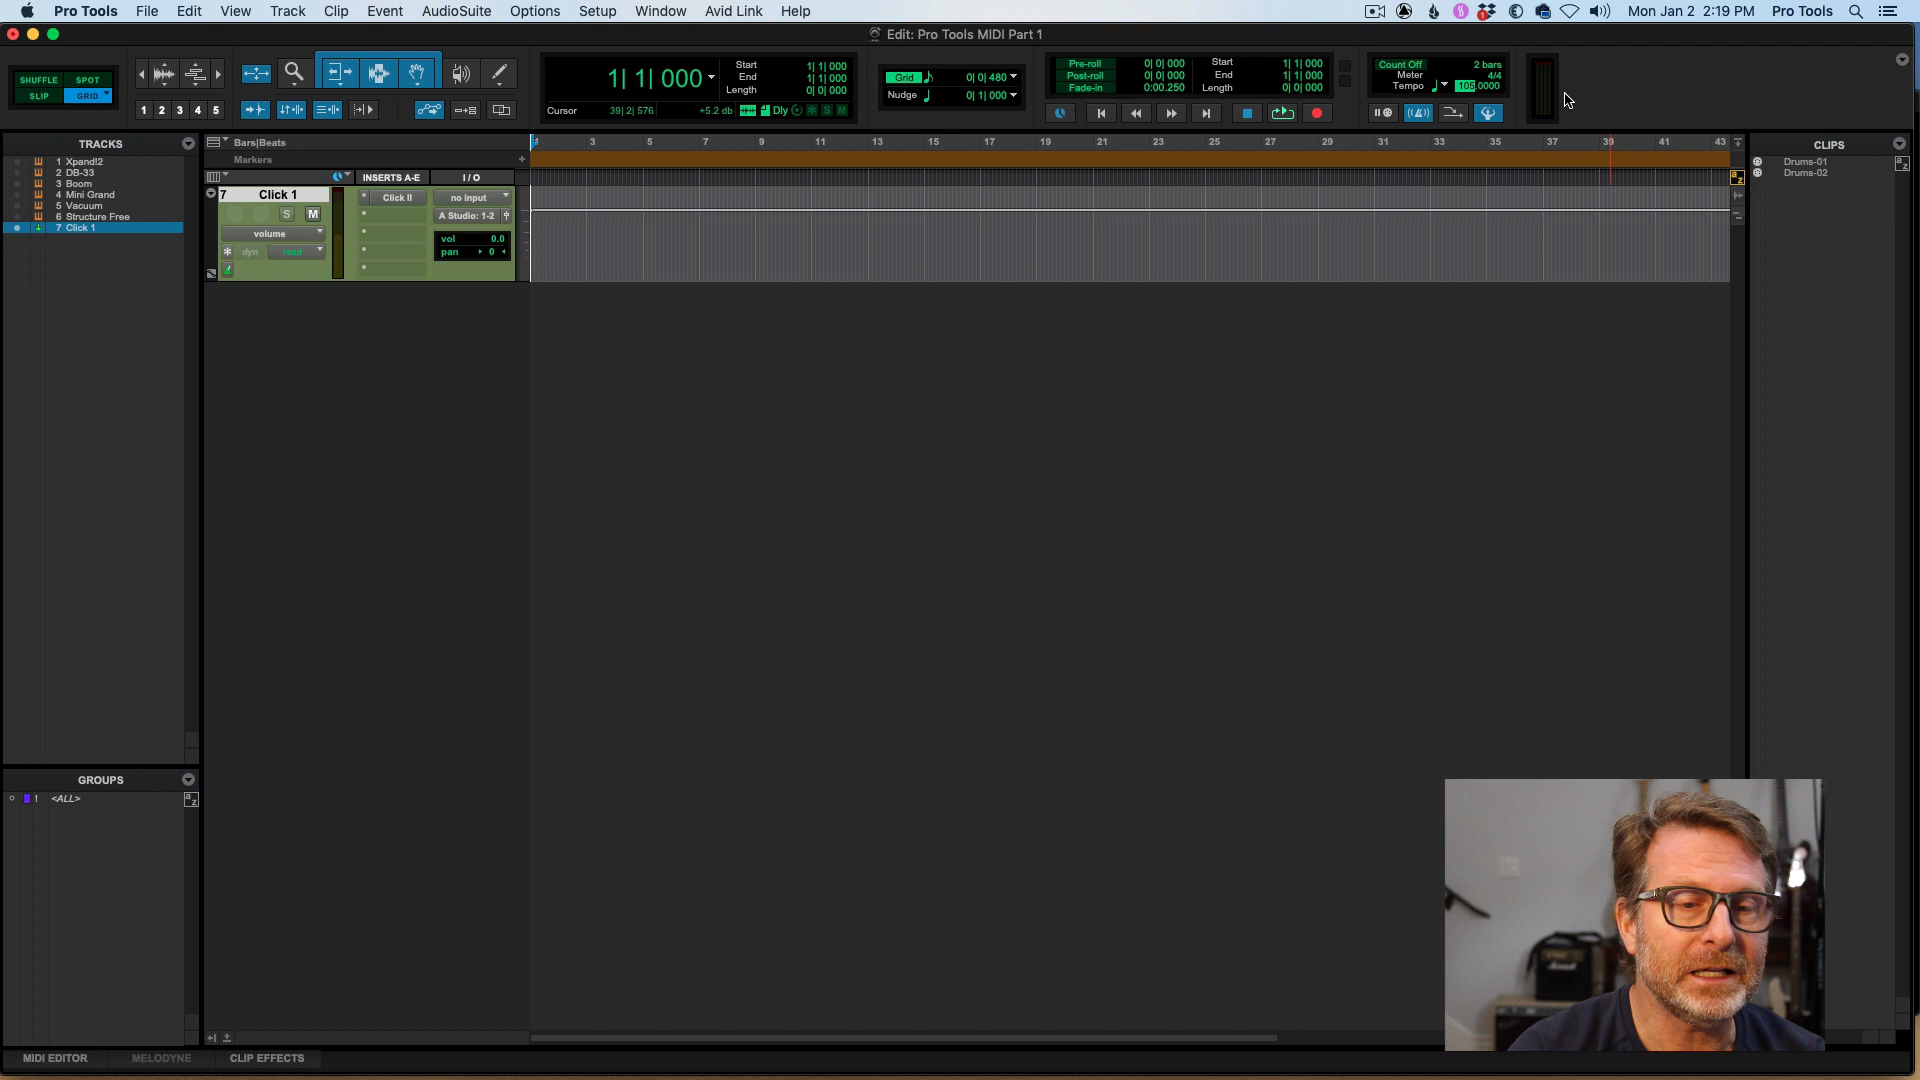 Pro Tools File Edit View Track Clip Event AudioSuite Options Setup Window Avid Link Help
Mon Jan 2 2:19 PM Pro Tools
Edit: Pro Tools MIDI Part 1
SHUFFLE SPOT
SLIP GRID
1 2 3 4 5
1| 1| 000
Start 1| 1| 000
End 1| 1| 000
Length 0| 0| 000
Cursor 39| 2| 576 +5.2 db Dly S M
Grid 0| 0| 480
Nudge 0| 1| 000
Pre-roll 0| 0| 000
Post-roll 0| 0| 000
Fade-in 0:00.250
Start 1| 1| 000
End 1| 1| 000
Length 0| 0| 000
Count Off 2 bars
Meter 4/4
Tempo 105.0000
TRACKS
1 Xpand!2
2 DB-33
3 Boom
4 Mini Grand
5 Vacuum
6 Structure Free
7 Click 1
Bars|Beats
Markers
1 3 5 7 9 11 13 15 17 19 21 23 25 27 29 31 33 35 37 39 41 43
INSERTS A-E I / O
7 Click 1
S M
volume
dyn read
Click II
no input
A Studio: 1-2
vol 0.0
pan 0
CLIPS
Drums-01
Drums-02
a z
GROUPS
! <ALL>
a z
MIDI EDITOR MELODYNE CLIP EFFECTS